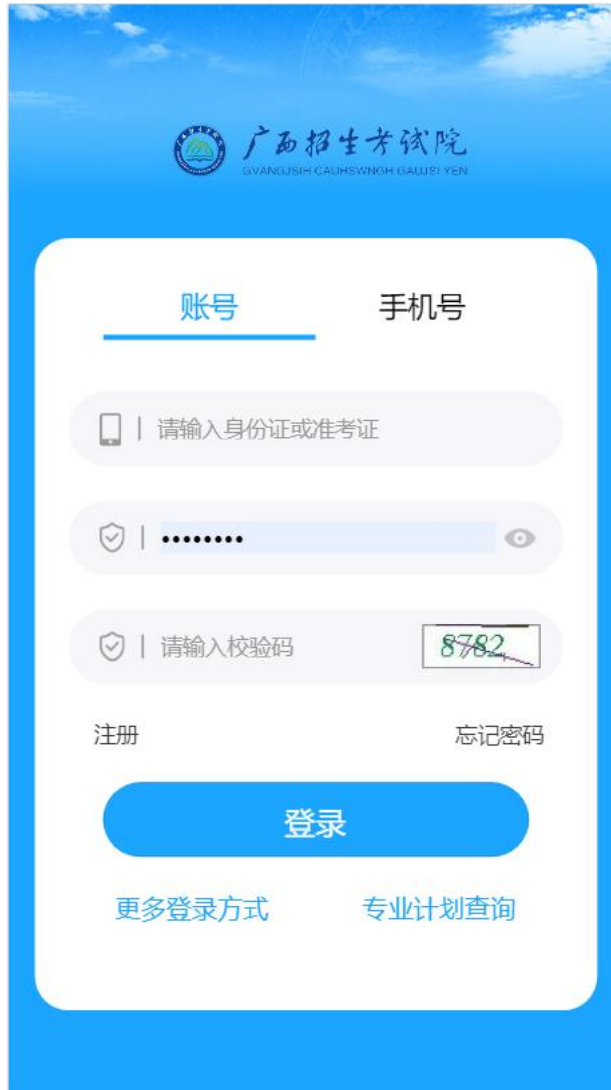 广西招生考试院
GVANGJSIH CAUHSWNGH GAUJSI YEN
账号 手机号
请输入身份证或准考证
••••••••
请输入校验码 8782
注册 忘记密码
登录
更多登录方式 专业计划查询